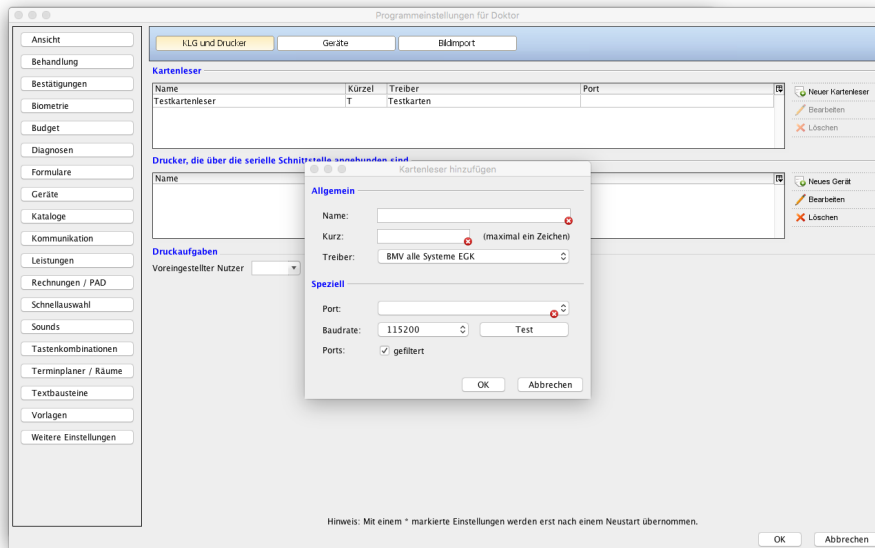 Programmeinstellungen für Doktor
Ansicht
Behandlung
Bestätigungen
Biometrie
Budget
Diagnosen
Formulare
Geräte
Kataloge
Kommunikation
Leistungen
Rechnungen / PAD
Schnellauswahl
Sounds
Tastenkombinationen
Terminplaner / Räume
Textbausteine
Vorlagen
Weitere Einstellungen
KLG und Drucker Geräte Bildimport
Kartenleser
Name Kürzel Treiber Port
Testkartenleser T Testkarten
Neuer Kartenleser
Bearbeiten
Löschen
Drucker, die über die serielle Schnittstelle angebunden sind
Name
Neues Gerät
Bearbeiten
Löschen
Druckaufgaben
Voreingestellter Nutzer
Kartenleser hinzufügen
Allgemein
Name:
Kurz: (maximal ein Zeichen)
Treiber: BMV alle Systeme EGK
Speziell
Port:
Baudrate: 115200 Test
Ports: gefiltert
OK Abbrechen
Hinweis: Mit einem * markierte Einstellungen werden erst nach einem Neustart übernommen.
OK Abbrechen